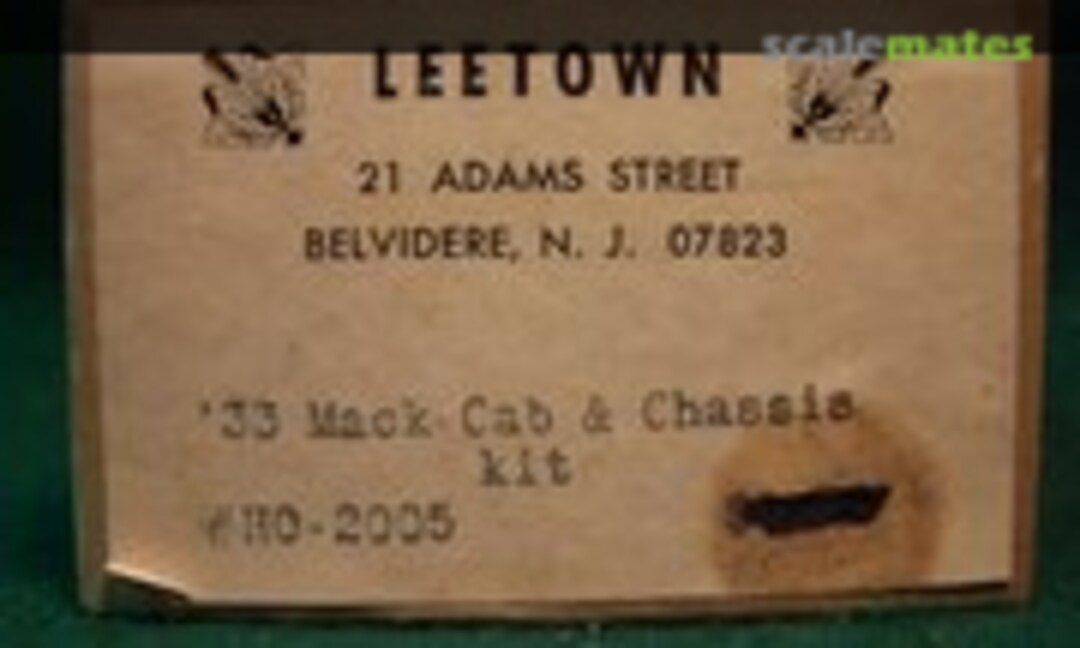 scalemates
LEETOWN
21 ADAMS STREET
BELVIDERE, N. J. 07823
'33 Mack Cab & Chassis
kit
#HO-2005